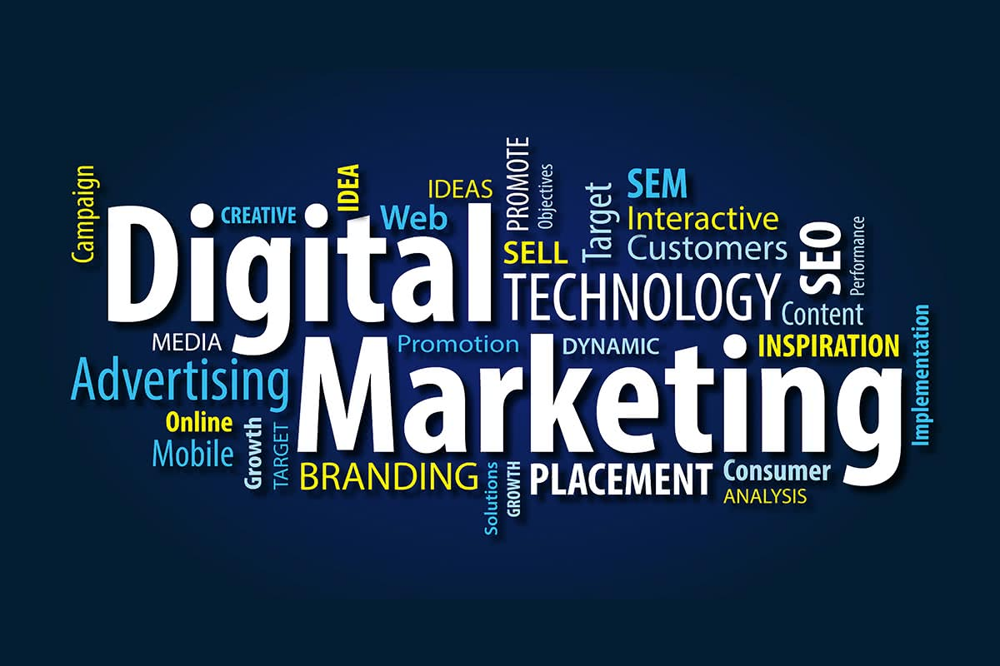 Campaign
CREATIVE
IDEA
Web
IDEAS
PROMOTE
Objectives
Target
SEM
Interactive
Customers
SELL
SEO
Performance
Digital
TECHNOLOGY
Content
MEDIA
Promotion
DYNAMIC
INSPIRATION
Implementation
Advertising
Marketing
Online
Mobile
Growth
TARGET
BRANDING
Solutions
GROWTH
PLACEMENT
Consumer
ANALYSIS